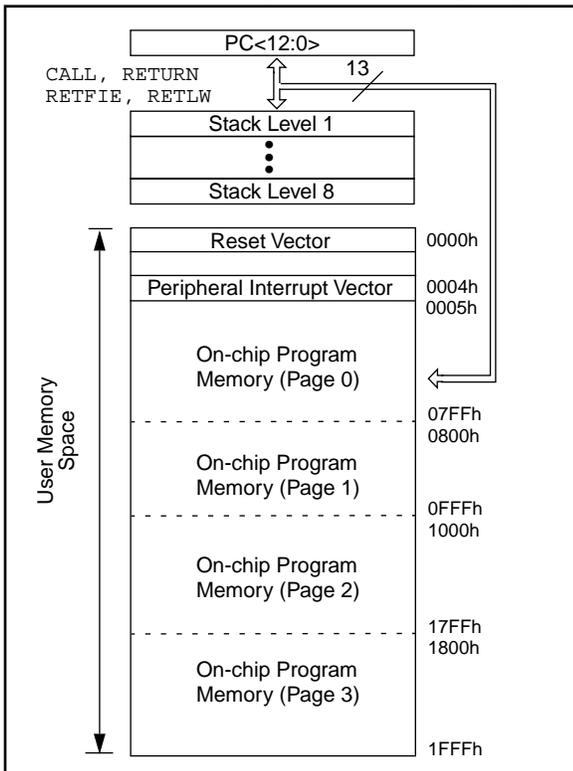 PC<12:0>
CALL, RETURN
RETFIE, RETLW
13
Stack Level 1
Stack Level 8
Reset Vector
0000h
Peripheral Interrupt Vector
0004h
0005h
On-chip Program
Memory (Page 0)
07FFh
0800h
User Memory
Space
On-chip Program
Memory (Page 1)
0FFFh
1000h
On-chip Program
Memory (Page 2)
17FFh
1800h
On-chip Program
Memory (Page 3)
1FFFh